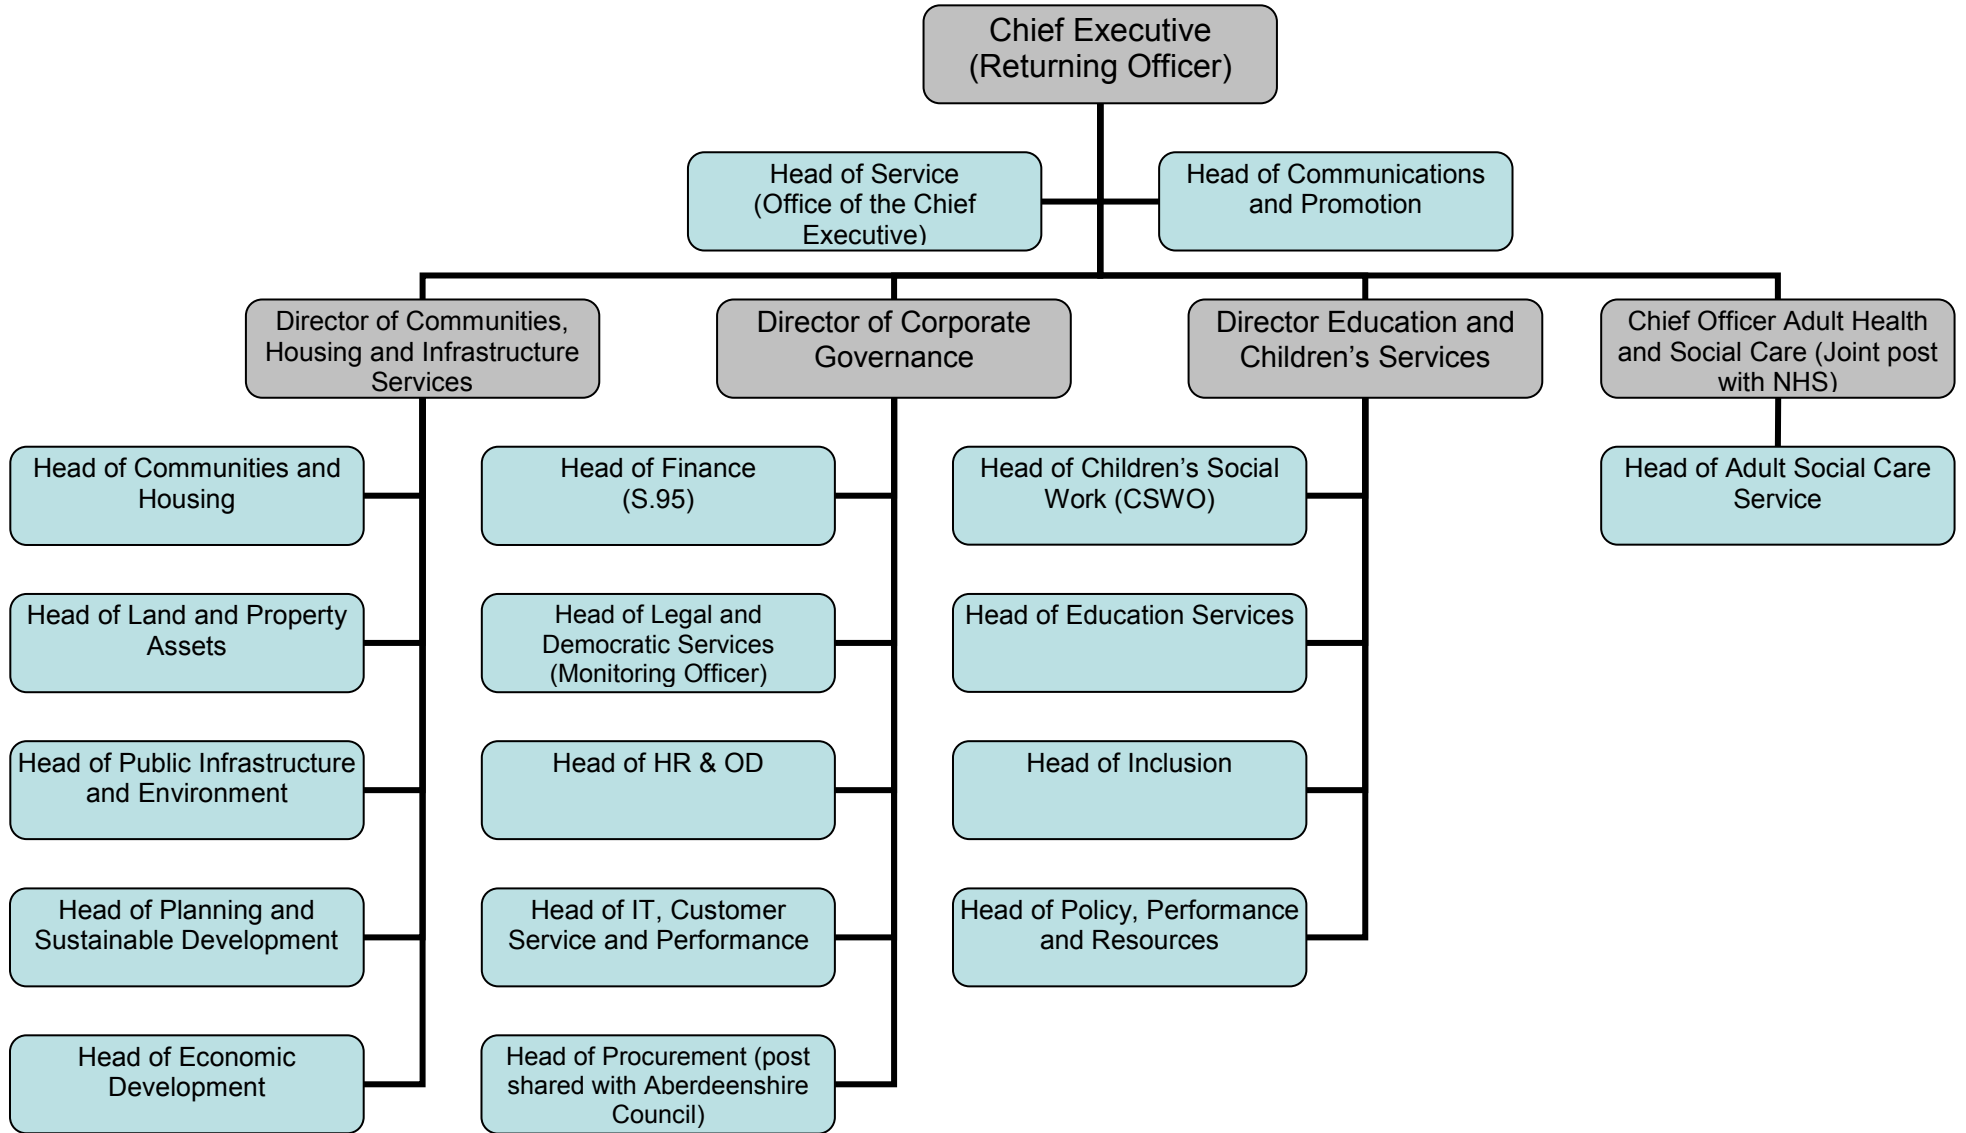 Chief Executive
(Returning Officer)
Head of Service
(Office of the Chief
Executive)
Head of Communications
and Promotion
Director of Communities,
Housing and Infrastructure
Services
Director of Corporate
Governance
Director Education and
Children’s Services
Chief Officer Adult Health
and Social Care (Joint post
with NHS)
Head of Communities and
Housing
Head of Finance
(S.95)
Head of Children’s Social
Work (CSWO)
Head of Adult Social Care
Service
Head of Land and Property
Assets
Head of Legal and
Democratic Services
(Monitoring Officer)
Head of Education Services
Head of Public Infrastructure
and Environment
Head of HR & OD
Head of Inclusion
Head of Planning and
Sustainable Development
Head of IT, Customer
Service and Performance
Head of Policy, Performance
and Resources
Head of Economic
Development
Head of Procurement (post
shared with Aberdeenshire
Council)